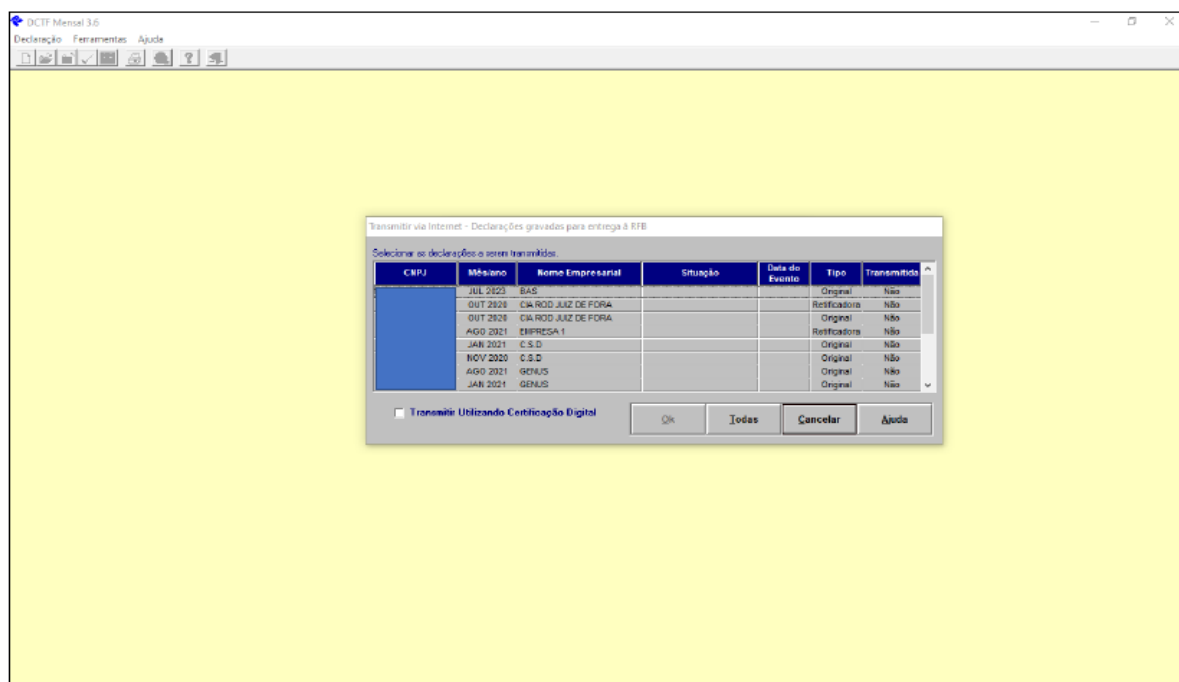 DCTF Mensal 3.6
Declaração Ferramentas Ajuda
Transmitir via Internet - Declarações gravadas para entrega à RFB
Selecionar as declarações a serem transmitidas.
CNPJ Mês/ano Nome Empresarial Situação Data do Evento Tipo Transmitida
JUL 2023 BAS Original Não
OUT 2020 CIA ROD JUIZ DE FORA Retificadora Não
OUT 2020 CIA ROD JUIZ DE FORA Original Não
AGO 2021 EMPRESA 1 Retificadora Não
JAN 2021 C.S.D Original Não
NOV 2020 C.S.D Original Não
AGO 2021 GENUS Original Não
JAN 2021 GENUS Original Não
Transmitir Utilizando Certificação Digital
Ok Todas Cancelar Ajuda